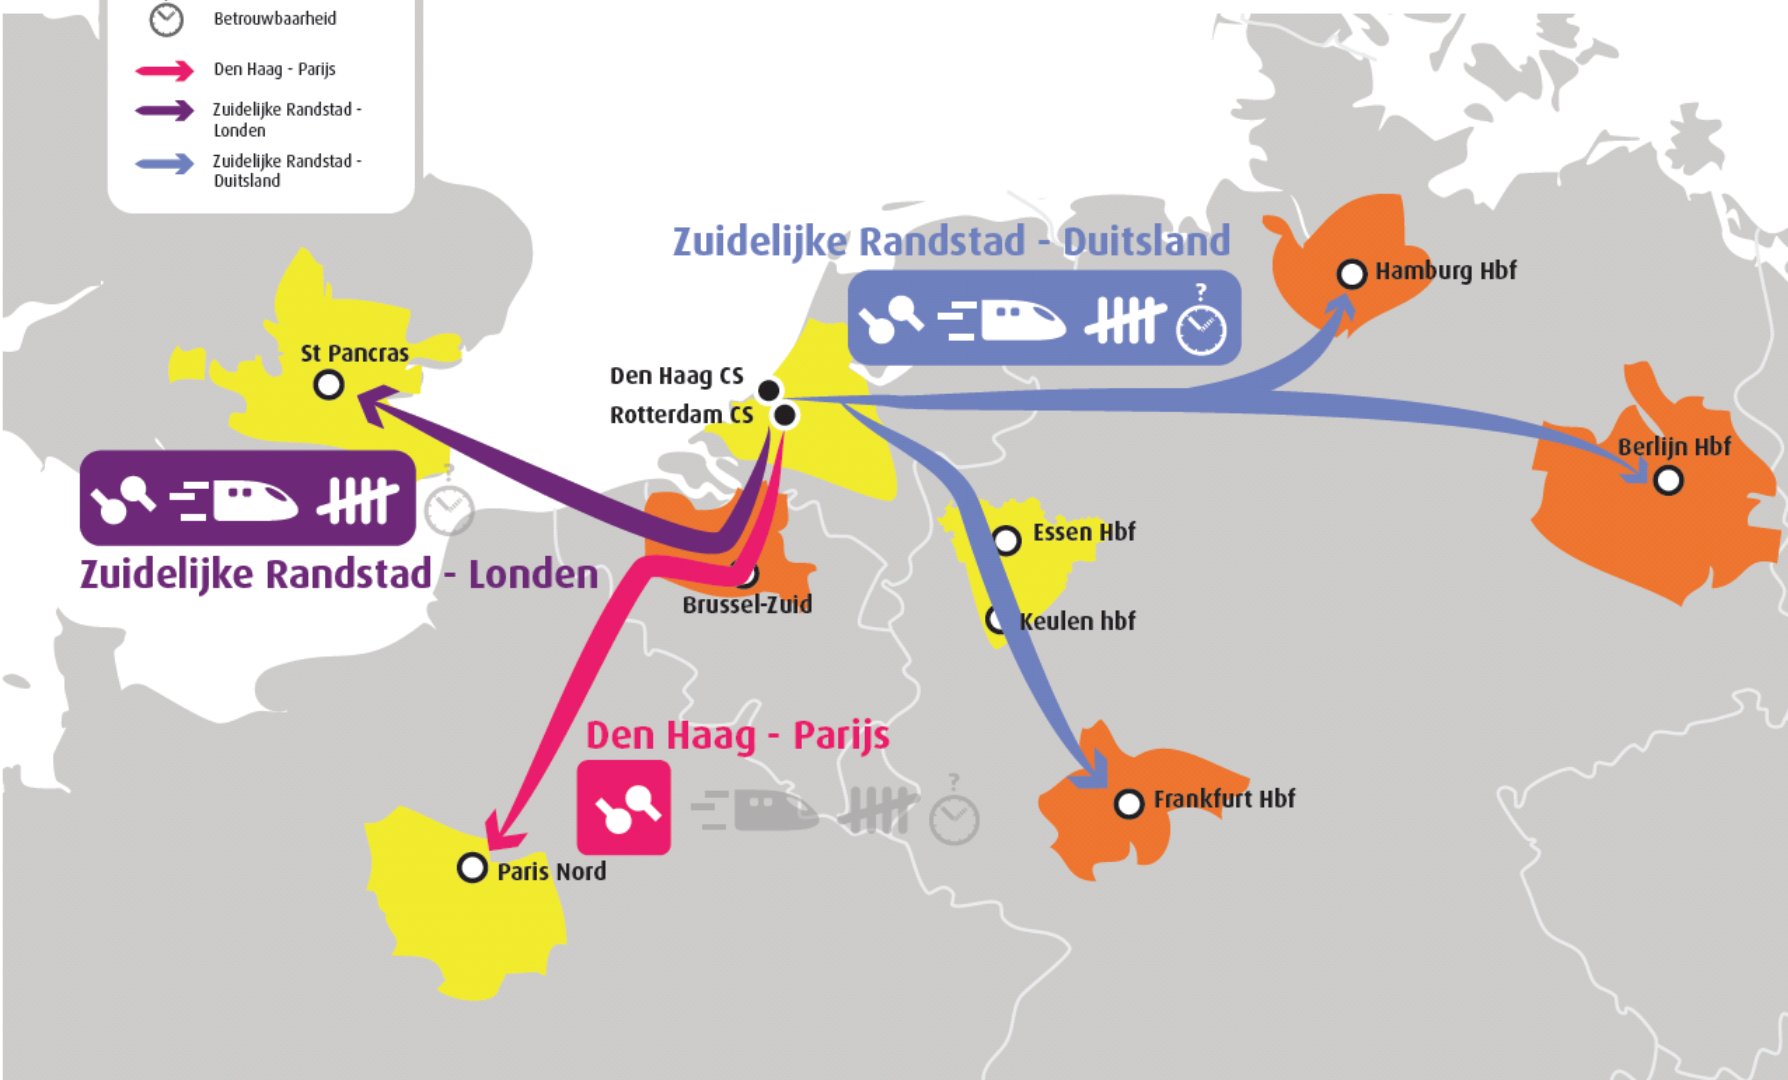 Betrouwbaarheid
Den Haag - Parijs
Zuidelijke Randstad -
Londen
Zuidelijke Randstad -
Duitsland
Zuidelijke Randstad - Duitsland
?
Hamburg Hbf
St Pancras
Den Haag CS
Rotterdam CS
Berlijn Hbf
?
Zuidelijke Randstad - Londen
Essen Hbf
Brussel-Zuid
Keulen hbf
Den Haag - Parijs
?
Frankfurt Hbf
Paris Nord